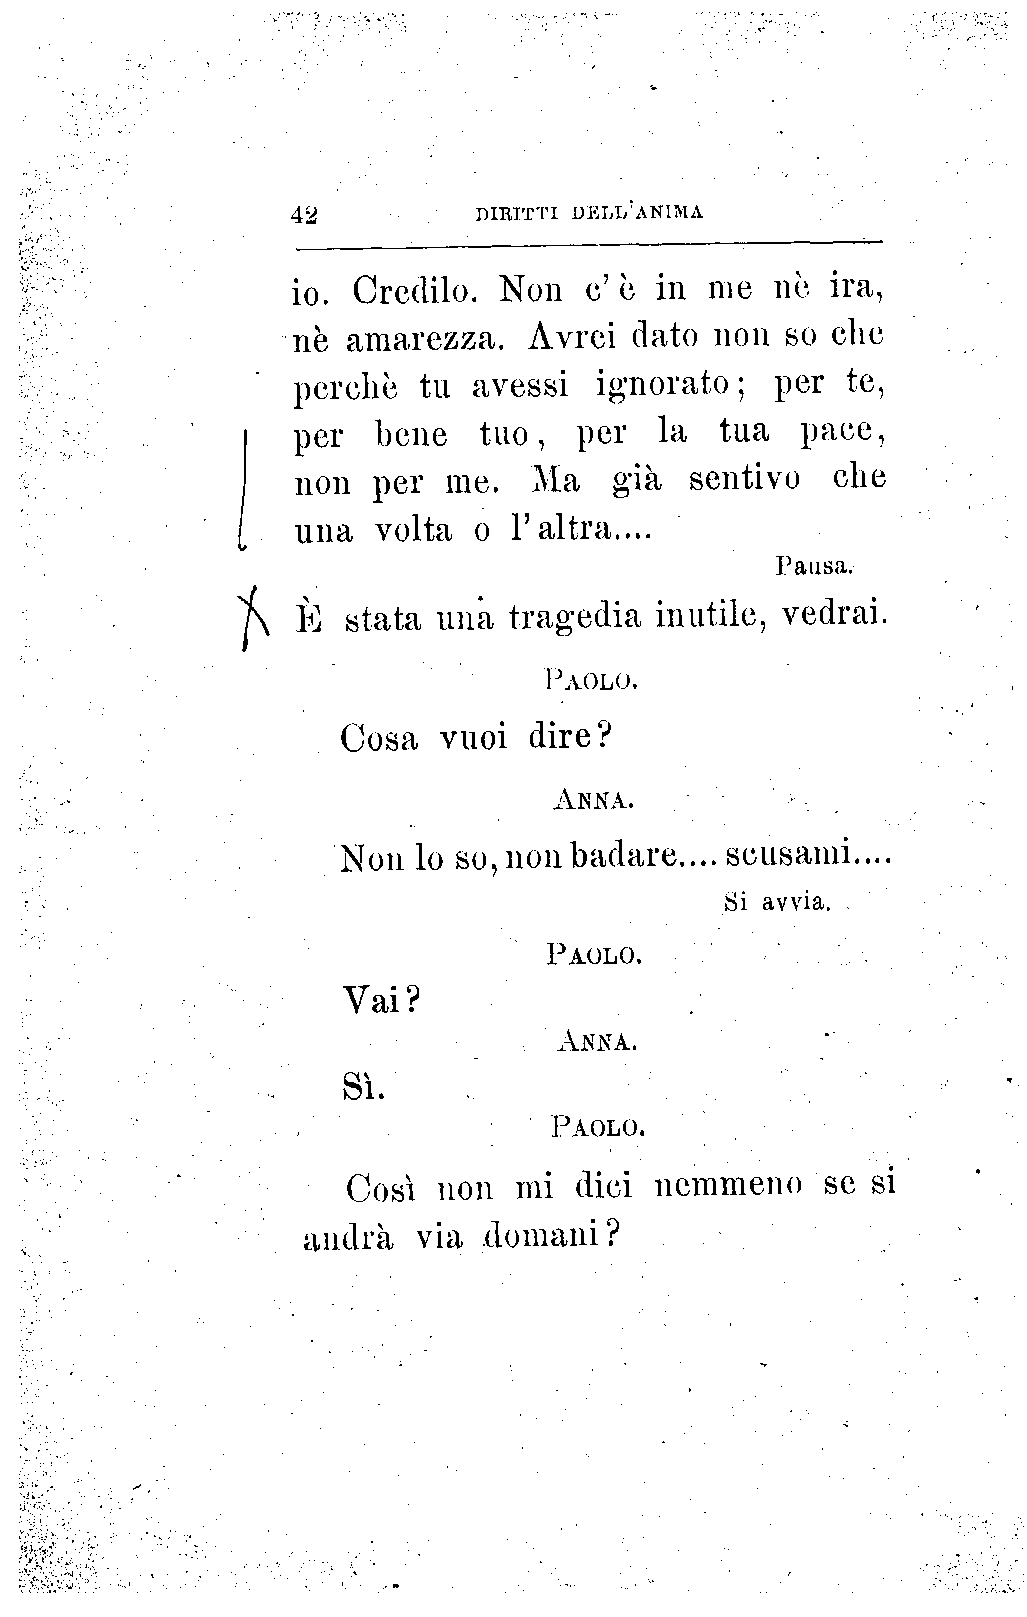 42 DIRITTI DELL'ANIMA
io. Credilo. Non c'è in me nè ira,
nè amarezza. Avrei dato non so che
perchè tu avessi ignorato; per te,
per bene tuo, per la tua pace,
non per me. Ma già sentivo che
una volta o l'altra....
Pausa.
È stata una tragedia inutile, vedrai.
PAOLO.
Cosa vuoi dire?
ANNA.
Non lo so, non badare.... scusami....
Si avvia.
PAOLO.
Vai?
ANNA.
Sì.
PAOLO.
Così non mi dici nemmeno se si
andrà via domani?